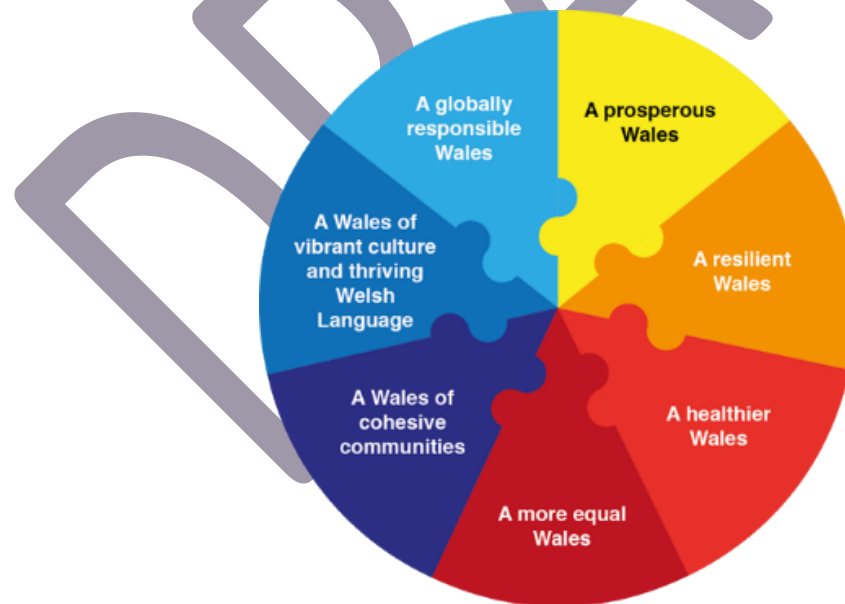 A prosperous
Wales
A resilient
Wales
A healthier
Wales
A more equal
Wales
A Wales of
cohesive
communities
A Wales of
vibrant culture
and thriving
Welsh
Language
A globally
responsible
Wales